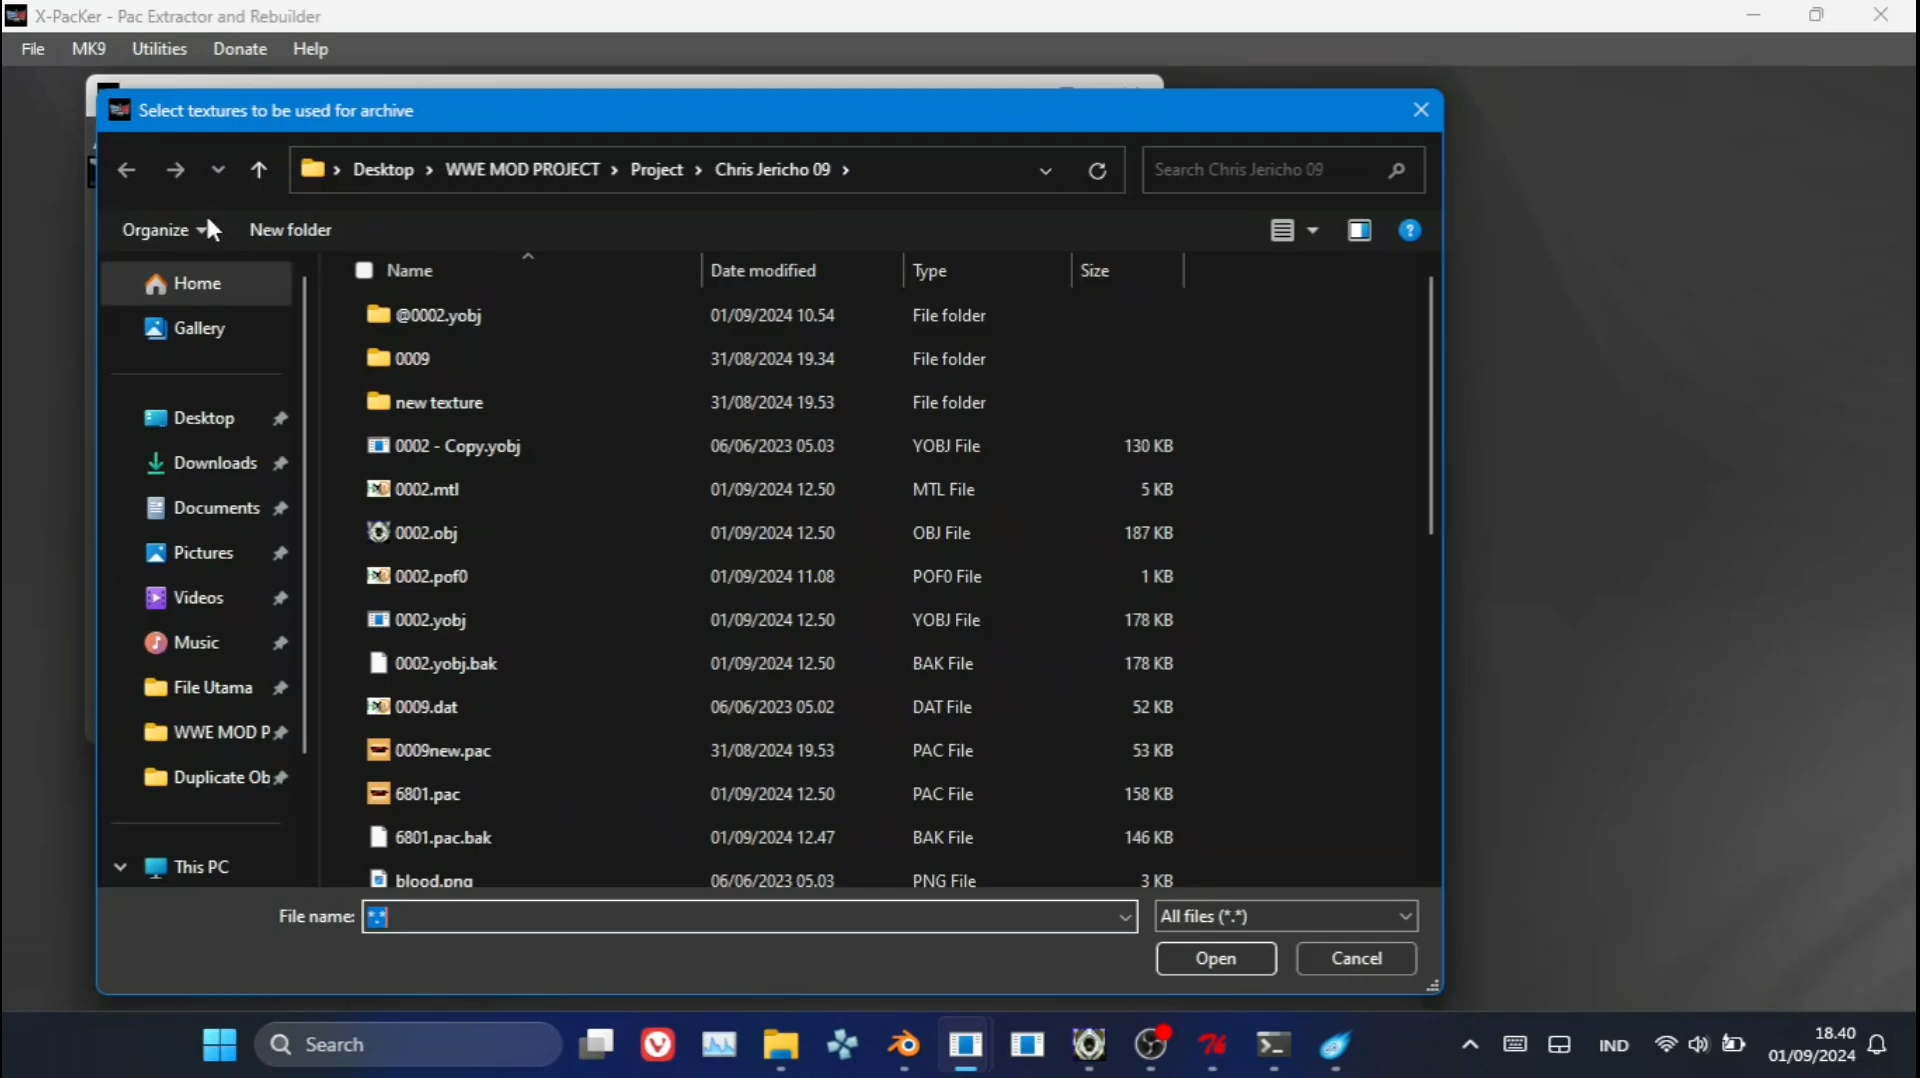 X-PacKer - Pac Extractor and Rebuilder
File MK9 Utilities Donate Help
Select textures to be used for archive
Desktop > WWE MOD PROJECT > Project > Chris Jericho 09 >
Search Chris Jericho 09
Organize New folder
Name Date modified Type Size
Home
Gallery
Desktop
Downloads
Documents
Pictures
Videos
Music
File Utama
WWE MOD P
Duplicate Ob
This PC
@0002.yobj 01/09/2024 10.54 File folder
0009 31/08/2024 19.34 File folder
new texture 31/08/2024 19.53 File folder
0002 - Copy.yobj 06/06/2023 05.03 YOBJ File 130 KB
0002.mtl 01/09/2024 12.50 MTL File 5 KB
0002.obj 01/09/2024 12.50 OBJ File 187 KB
0002.pof0 01/09/2024 11.08 POF0 File 1 KB
0002.yobj 01/09/2024 12.50 YOBJ File 178 KB
0002.yobj.bak 01/09/2024 12.50 BAK File 178 KB
0009.dat 06/06/2023 05.02 DAT File 52 KB
0009new.pac 31/08/2024 19.53 PAC File 53 KB
6801.pac 01/09/2024 12.50 PAC File 158 KB
6801.pac.bak 01/09/2024 12.47 BAK File 146 KB
blood.png 06/06/2023 05.03 PNG File 3 KB
File name: *.* All files (*.*)
Open Cancel
Search
IND
18.40
01/09/2024